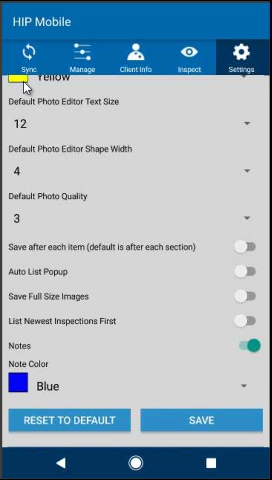 HIP Mobile
Sync Manage Client Info Inspect Settings
Yellow
Default Photo Editor Text Size
12
Default Photo Editor Shape Width
4
Default Photo Quality
3
Save after each item (default is after each section)
Auto List Popup
Save Full Size Images
List Newest Inspections First
Notes
Note Color
Blue
RESET TO DEFAULT SAVE